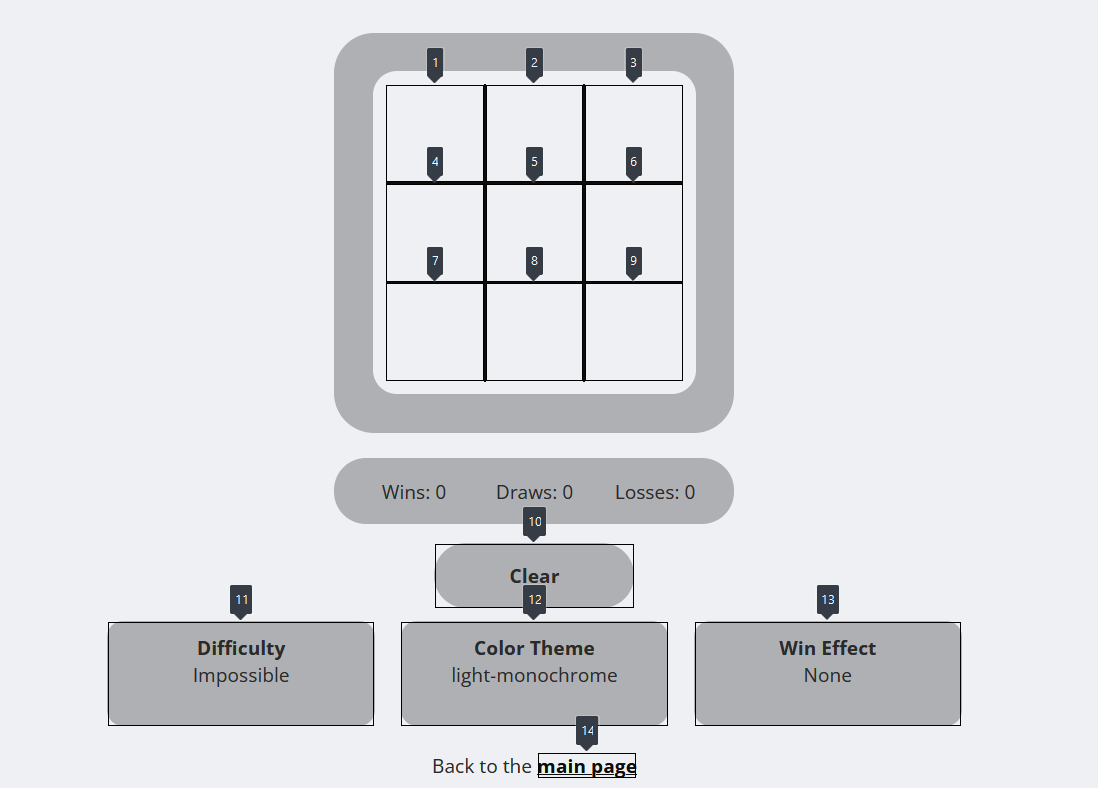 1 2 3
4 5 6
7 8 9
Wins: 0 Draws: 0 Losses: 0
10
Clear
11 12 13
Difficulty
Impossible
Color Theme
light-monochrome
Win Effect
None
14
Back to the main page